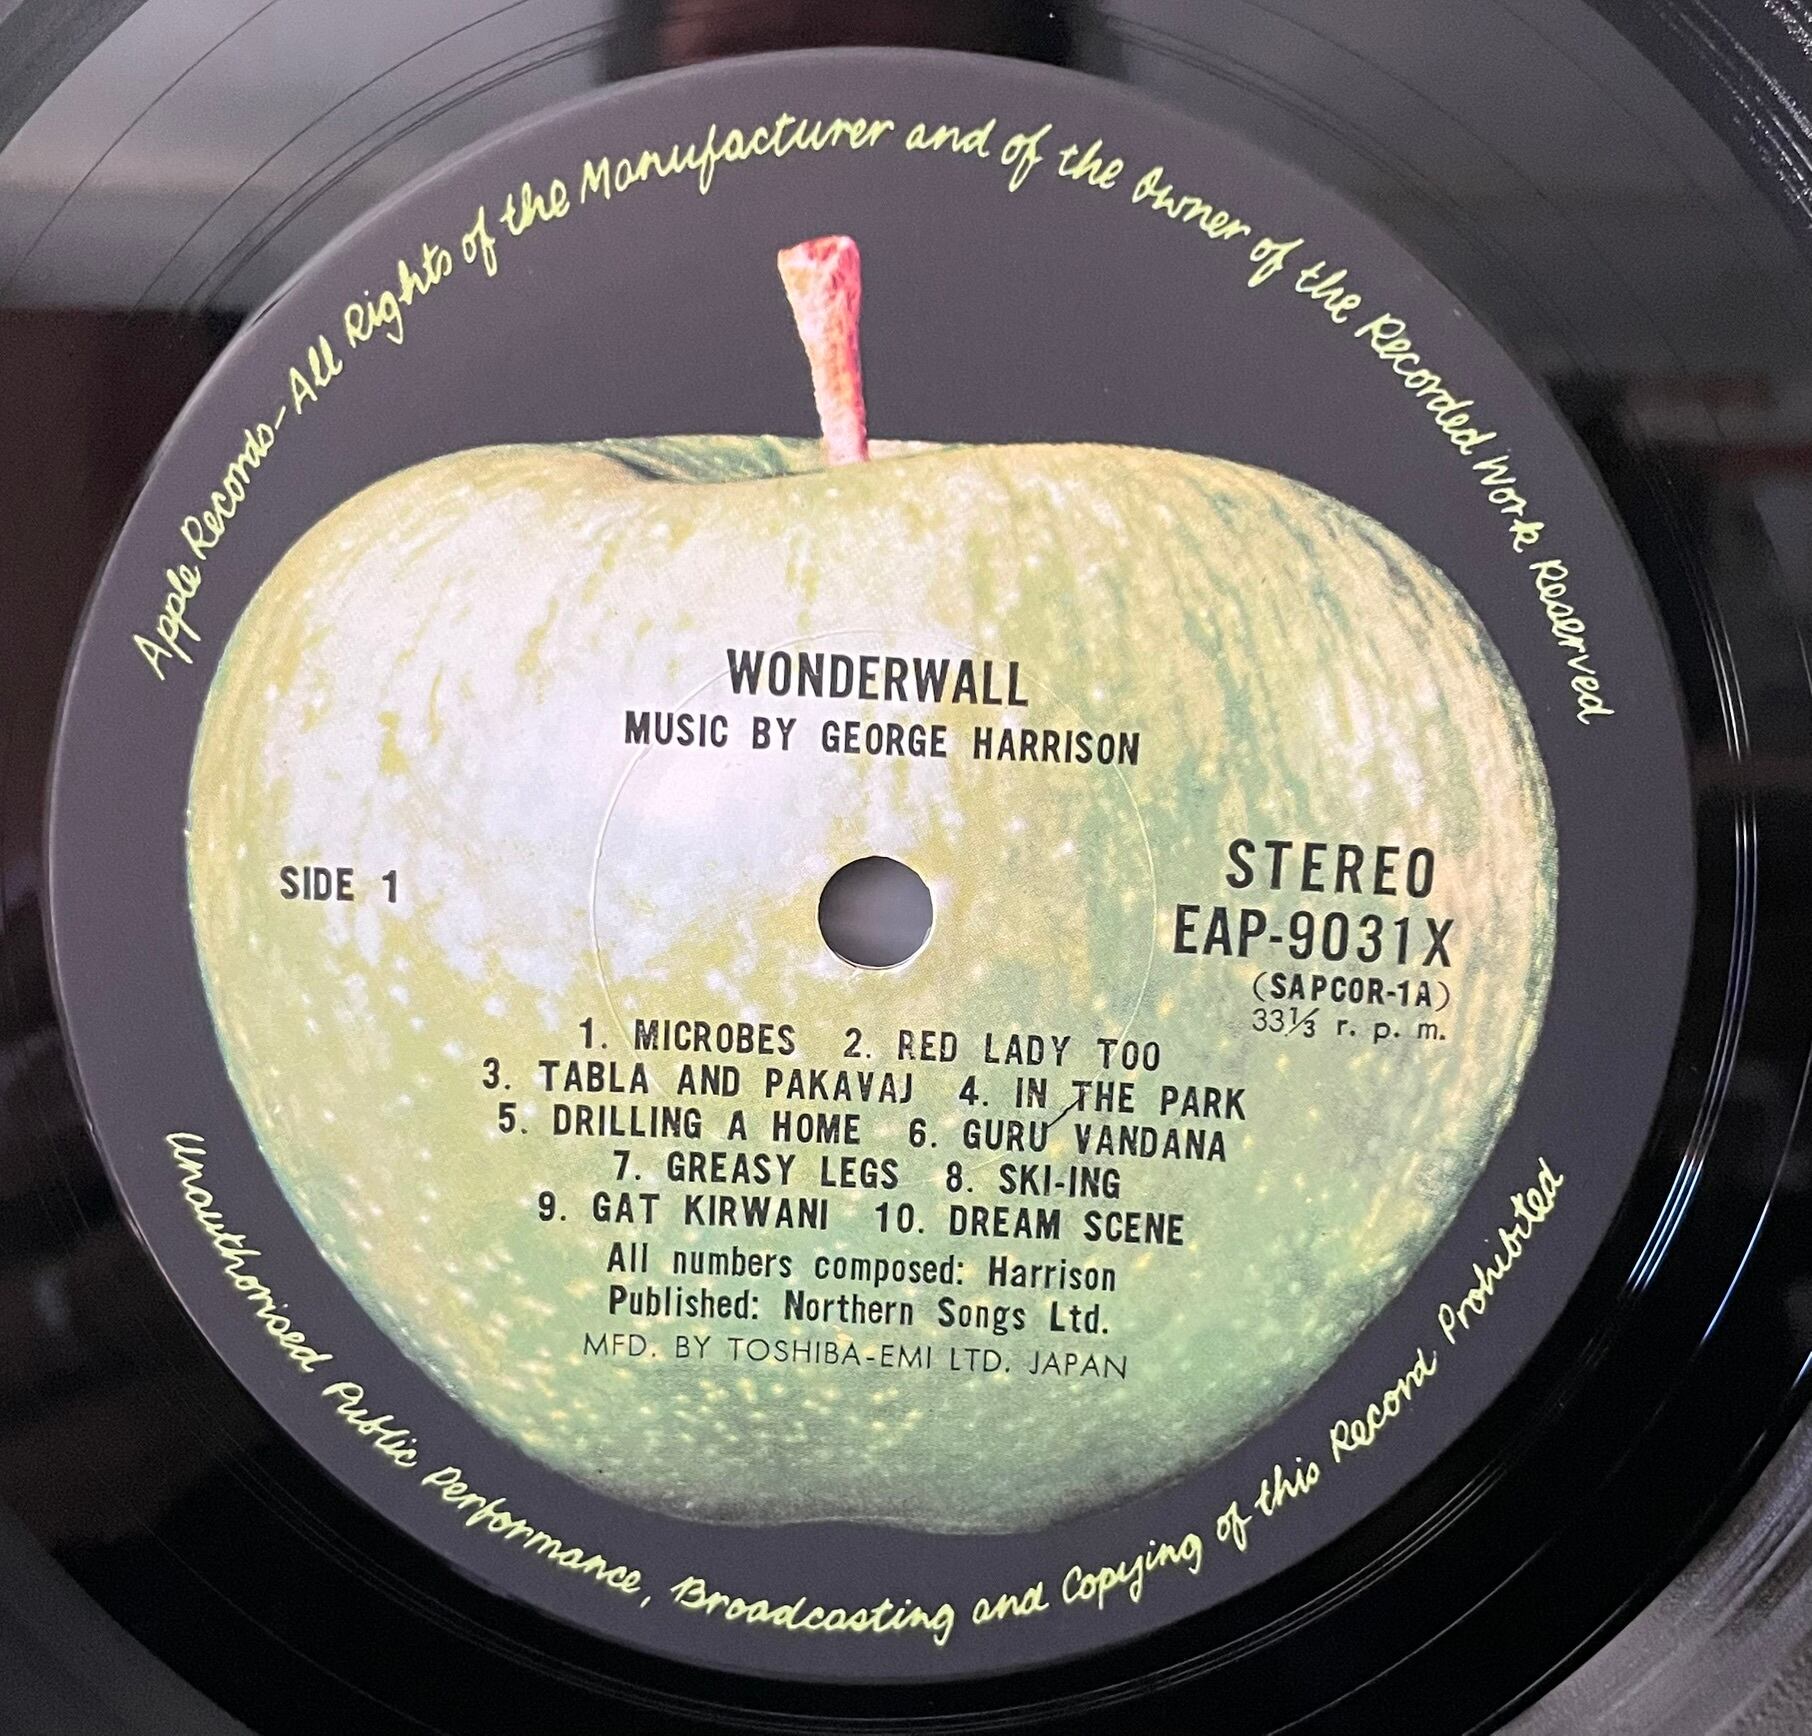 Apple Records-All Rights of the Manufacturer and of the Owner of the Recorded Work Reserved
WONDERWALL
MUSIC BY GEORGE HARRISON
SIDE 1
STEREO
EAP-9031X
(SAPCOR-1A)
33⅓ r. p. m.
1. MICROBES 2. RED LADY TOO
3. TABLA AND PAKAVAJ 4. IN THE PARK
5. DRILLING A HOME 6. GURU VANDANA
7. GREASY LEGS 8. SKI-ING
9. GAT KIRWANI 10. DREAM SCENE
All numbers composed: Harrison
Published: Northern Songs Ltd.
MFD. BY TOSHIBA-EMI LTD. JAPAN
Unauthorised Public Performance, Broadcasting and Copying of this Record Prohibited